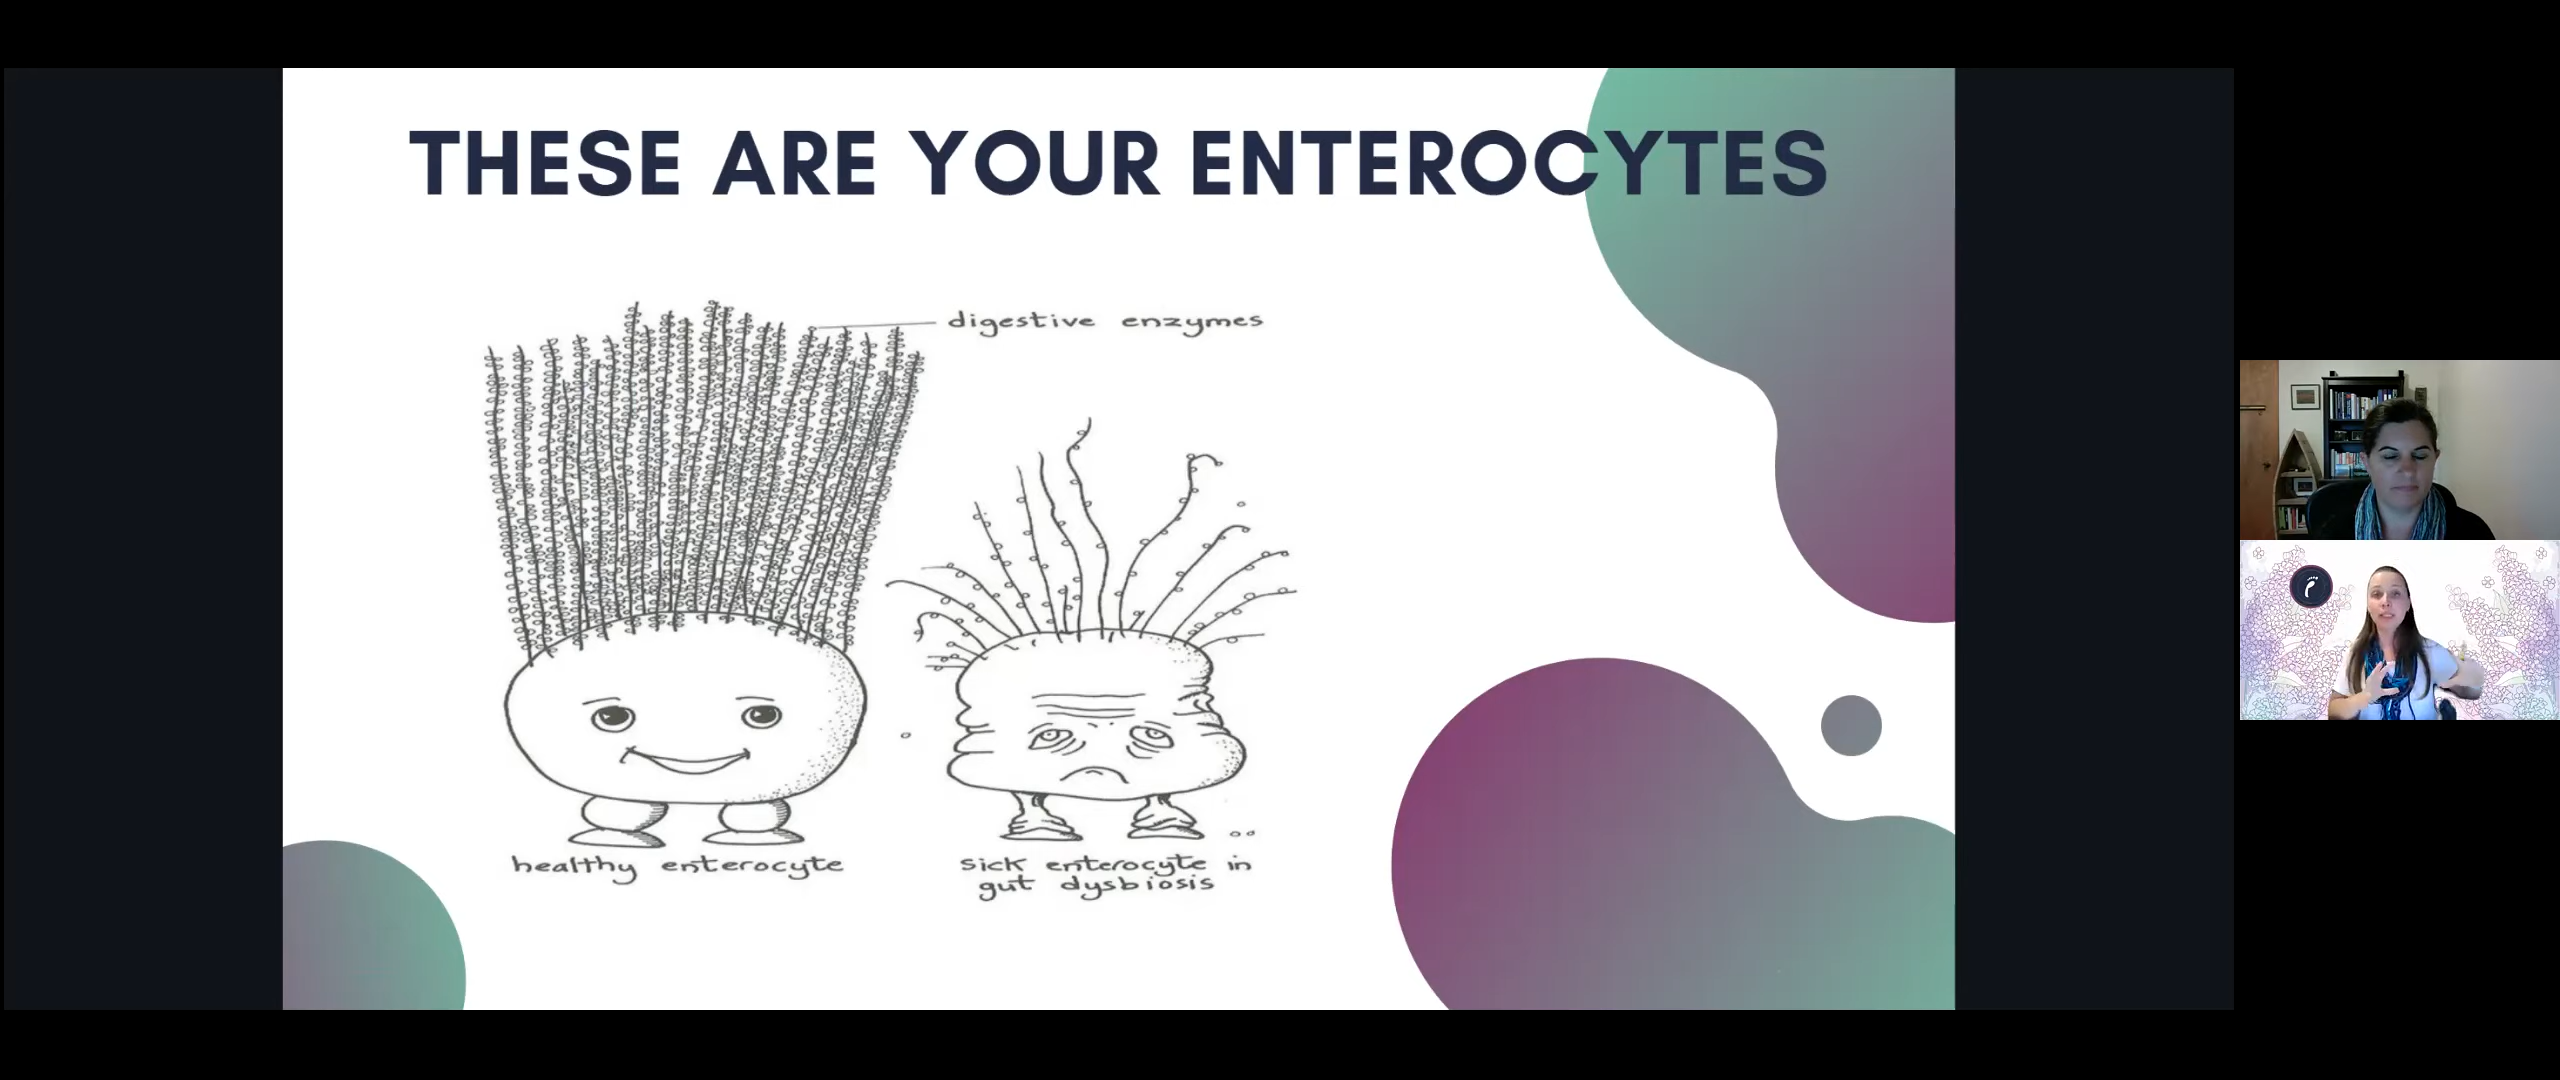 THESE ARE YOUR ENTEROCYTES
digestive enzymes
healthy enterocyte
sick enterocyte in
gut dysbiosis